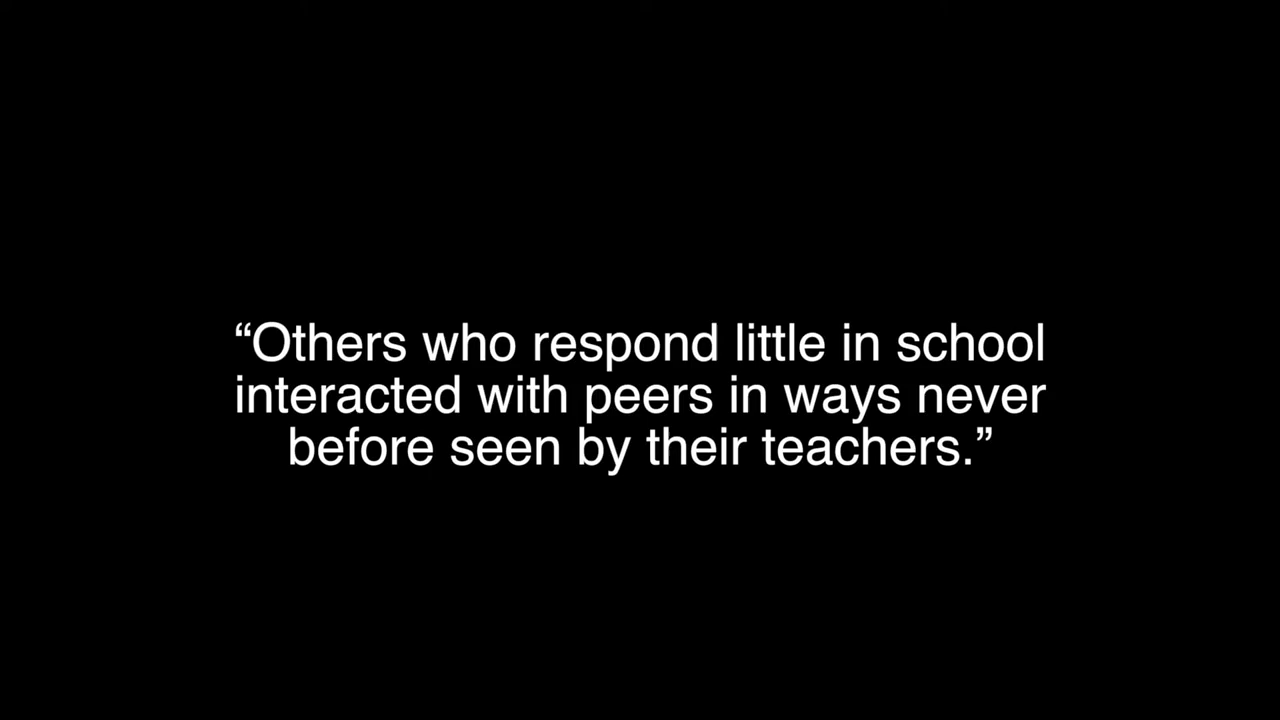 “Others who respond little in school
interacted with peers in ways never
before seen by their teachers.”